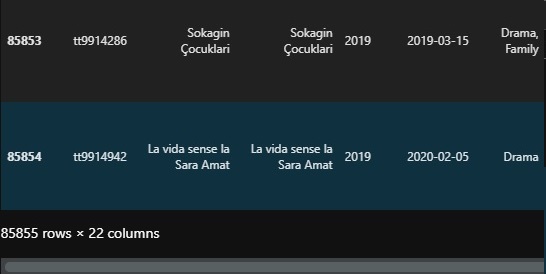 85853 tt9914286 Sokagin Çocuklari Sokagin Çocuklari 2019 2019-03-15 Drama, Family
85854 tt9914942 La vida sense la Sara Amat La vida sense la Sara Amat 2019 2020-02-05 Drama
85855 rows × 22 columns